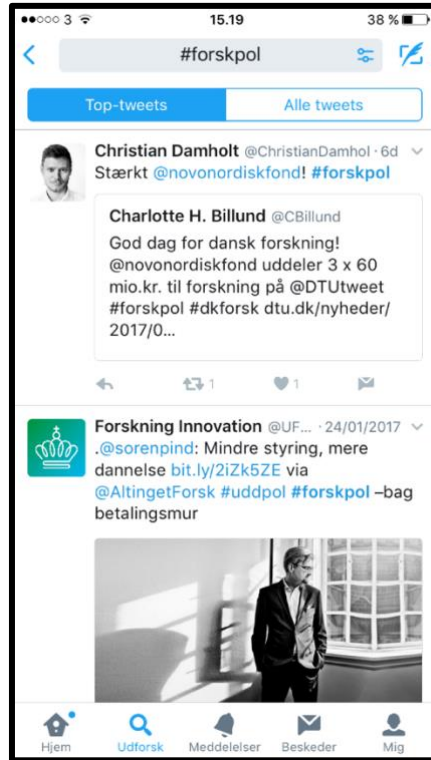 3 15.19 38 %
#forskpol
Top-tweets Alle tweets
Christian Damholt @ChristianDamhol · 6d
Stærkt @novonordiskfond! #forskpol
Charlotte H. Billund @CBillund
God dag for dansk forskning!
@novonordiskfond uddeler 3 x 60
mio.kr. til forskning på @DTUtweet
#forskpol #dkforsk dtu.dk/nyheder/
2017/0...
1 1
Forskning Innovation @UF... · 24/01/2017
.@sorenpind: Mindre styring, mere
dannelse bit.ly/2iZk5ZE via
@AltingetForsk #uddpol #forskpol –bag
betalingsmur
Hjem Udforsk Meddelelser Beskeder Mig